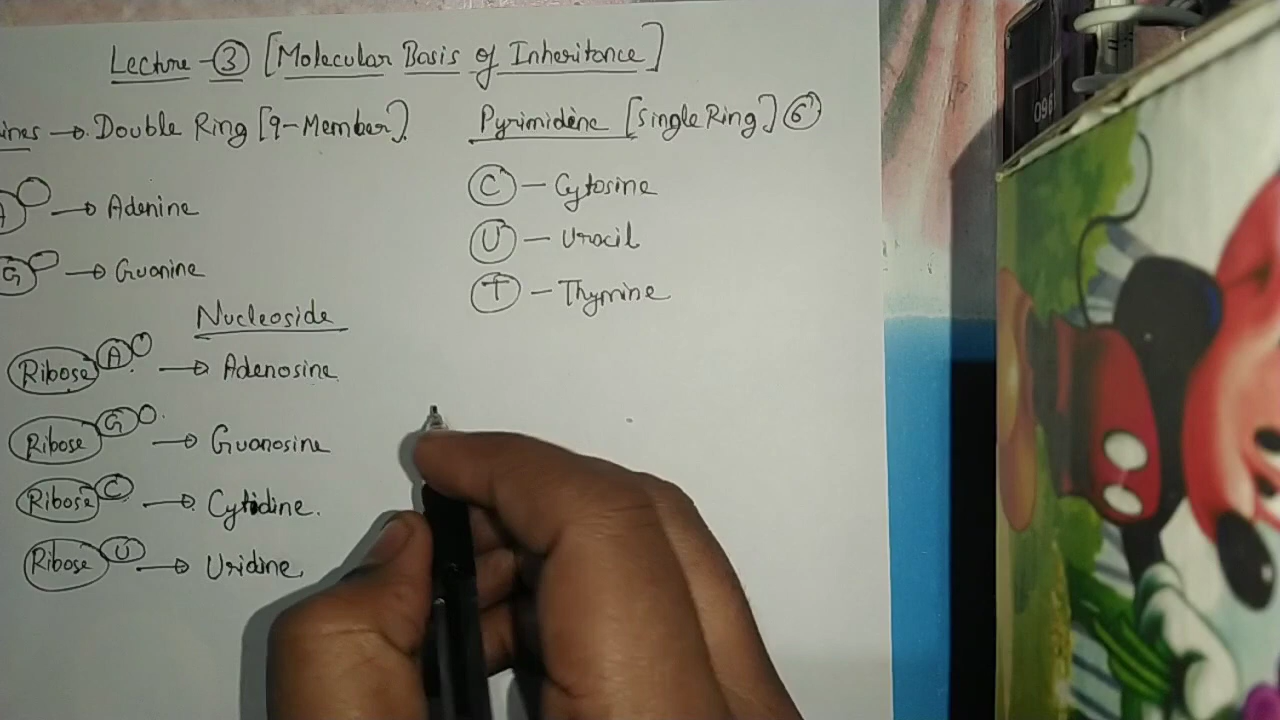 Lecture - 3 [Molecular Basis of Inheritance]
ines → Double Ring [9-Member].
A → Adenine
G → Guanine
Pyrimidine [Single Ring] 6
C - Cytosine
U - Uracil
T - Thymine
Nucleoside
Ribose A → Adenosine.
Ribose G → Guanosine
Ribose C → Cytidine.
Ribose U → Uridine.